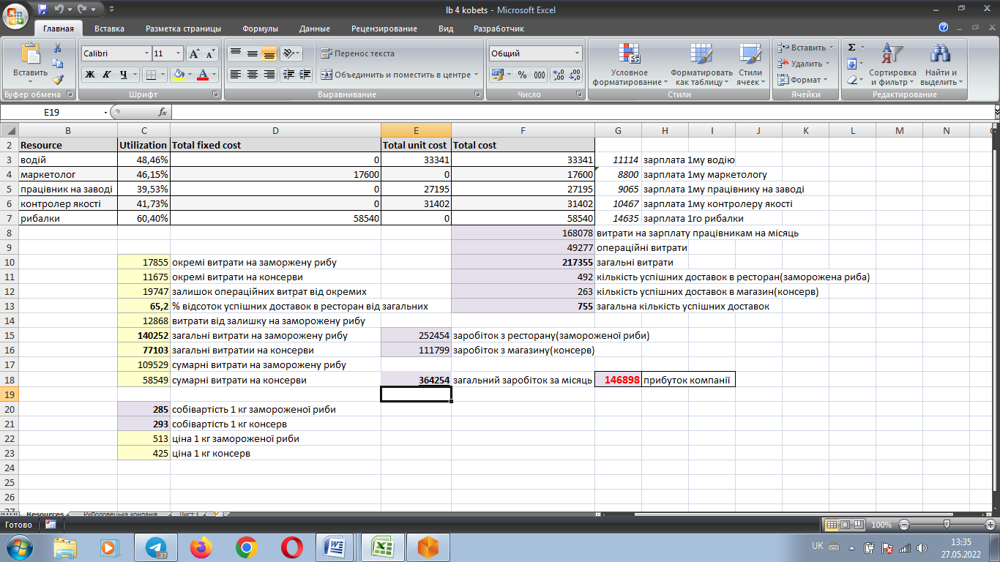 lb 4 kobets - Microsoft Excel
Главная Вставка Разметка страницы Формулы Данные Рецензирование Вид Разработчик
Вставить
Calibri 11
Ж К Ч
Перенос текста
Объединить и поместить в центре
Общий
% 000
Условное форматирование
Форматировать как таблицу
Стили ячеек
Вставить
Удалить
Формат
Σ
Сортировка и фильтр
Найти и выделить
Буфер обмена Шрифт Выравнивание Число Стили Ячейки Редактирование
E19 fx
B C D E F G H I J K L M N
2 Resource Utilization Total fixed cost Total unit cost Total cost
3 водій 48,46% 0 33341 33341 11114 зарплата 1му водію
4 маркетолог 46,15% 17600 0 17600 8800 зарплата 1му маркетологу
5 працівник на заводі 39,53% 0 27195 27195 9065 зарплата 1му працівнику на заводі
6 контролер якості 41,73% 0 31402 31402 10467 зарплата 1му контролеру якості
7 рибалки 60,40% 58540 0 58540 14635 зарплата 1го рибалки
8 168078 витрати на зарплату працівникам на місяць
9 49277 операційні витрати
10 17855 окремі витрати на заморжену рибу 217355 загальні витрати
11 11675 окремі витрати на консерви 492 кількість успішних доставок в ресторан(заморожена риба)
12 19747 залишок операційних витрат від окремих 263 кількість успішних доставок в магазин(консерв)
13 65,2 % відсоток успішних доставок в ресторан від загальних 755 загальна кількість успішних доставок
14 12868 витрати від залишку на заморожену рибу
15 140252 загальні витрати на заморожену рибу 252454 заробіток з ресторану(замороженої риби)
16 77103 загальні витратии на консерви 111799 заробіток з магазину(консерв)
17 109529 сумарні витрати на заморожену рибу
18 58549 сумарні витрати на консерви 364254 загальний заробіток за місяць 146898 прибуток компанії
19
20 285 собівартість 1 кг замороженої риби
21 293 собівартість 1 кг консерв
22 513 ціна 1 кг замороженої риби
23 425 ціна 1 кг консерв
24
25
26
27
Resources Риболовецька компанія Лист3
Готово 100%
37
UK 13:35
27.05.2022